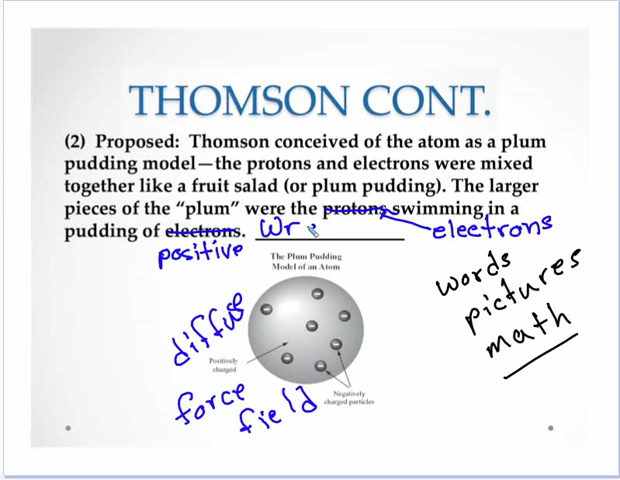 THOMSON CONT.
(2) Proposed: Thomson conceived of the atom as a plum
pudding model—the protons and electrons were mixed
together like a fruit salad (or plum pudding). The larger
pieces of the "plum" were the protons swimming in a
pudding of electrons.
Wr
electrons
positive
The Plum Pudding
Model of an Atom
words
pictures
math
diffuse
Positively
charged
force
field
Negatively
charged particles